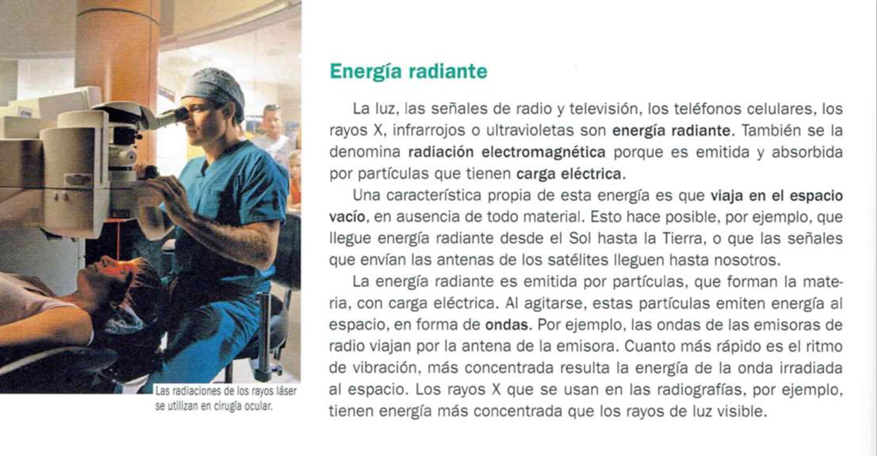 Energía radiante
La luz, las señales de radio y televisión, los teléfonos celulares, los
rayos X, infrarrojos o ultravioletas son energía radiante. También se la
denomina radiación electromagnética porque es emitida y absorbida
por partículas que tienen carga eléctrica.
Una característica propia de esta energía es que viaja en el espacio
vacío, en ausencia de todo material. Esto hace posible, por ejemplo, que
llegue energía radiante desde el Sol hasta la Tierra, o que las señales
que envían las antenas de los satélites lleguen hasta nosotros.
La energía radiante es emitida por partículas, que forman la mate-
ria, con carga eléctrica. Al agitarse, estas partículas emiten energía al
espacio, en forma de ondas. Por ejemplo, las ondas de las emisoras de
radio viajan por la antena de la emisora. Cuanto más rápido es el ritmo
de vibración, más concentrada resulta la energía de la onda irradiada
al espacio. Los rayos X que se usan en las radiografías, por ejemplo,
tienen energía más concentrada que los rayos de luz visible.
Las radiaciones de los rayos láser
se utilizan en cirugía ocular.